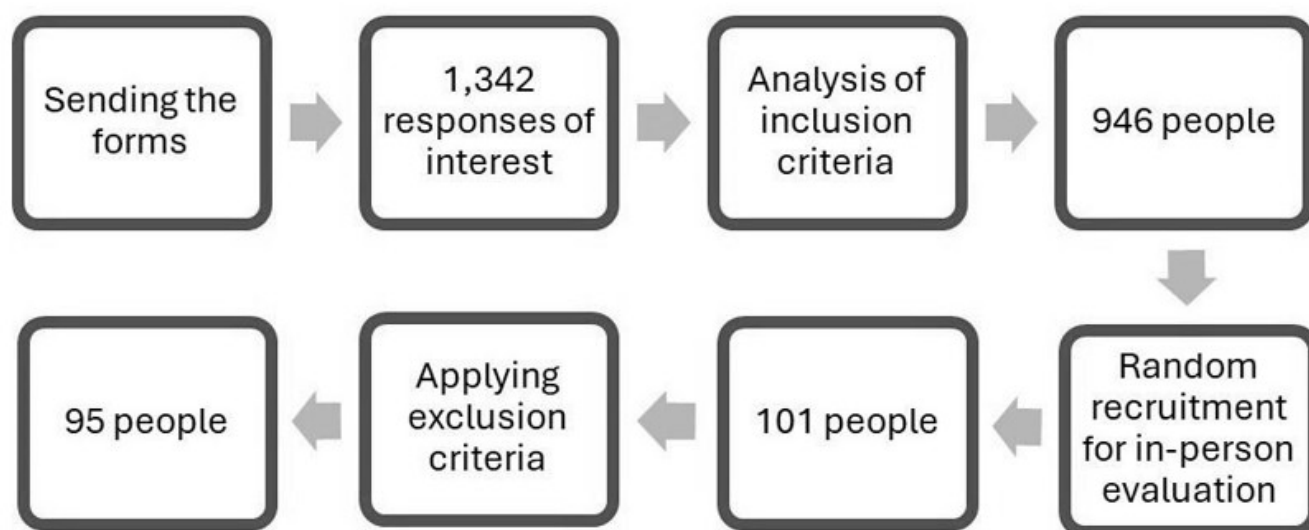 Sending the
forms
1,342
responses of
interest
Analysis of
inclusion
criteria
946 people
Random
recruitment
for in-person
evaluation
101 people
Applying
exclusion
criteria
95 people